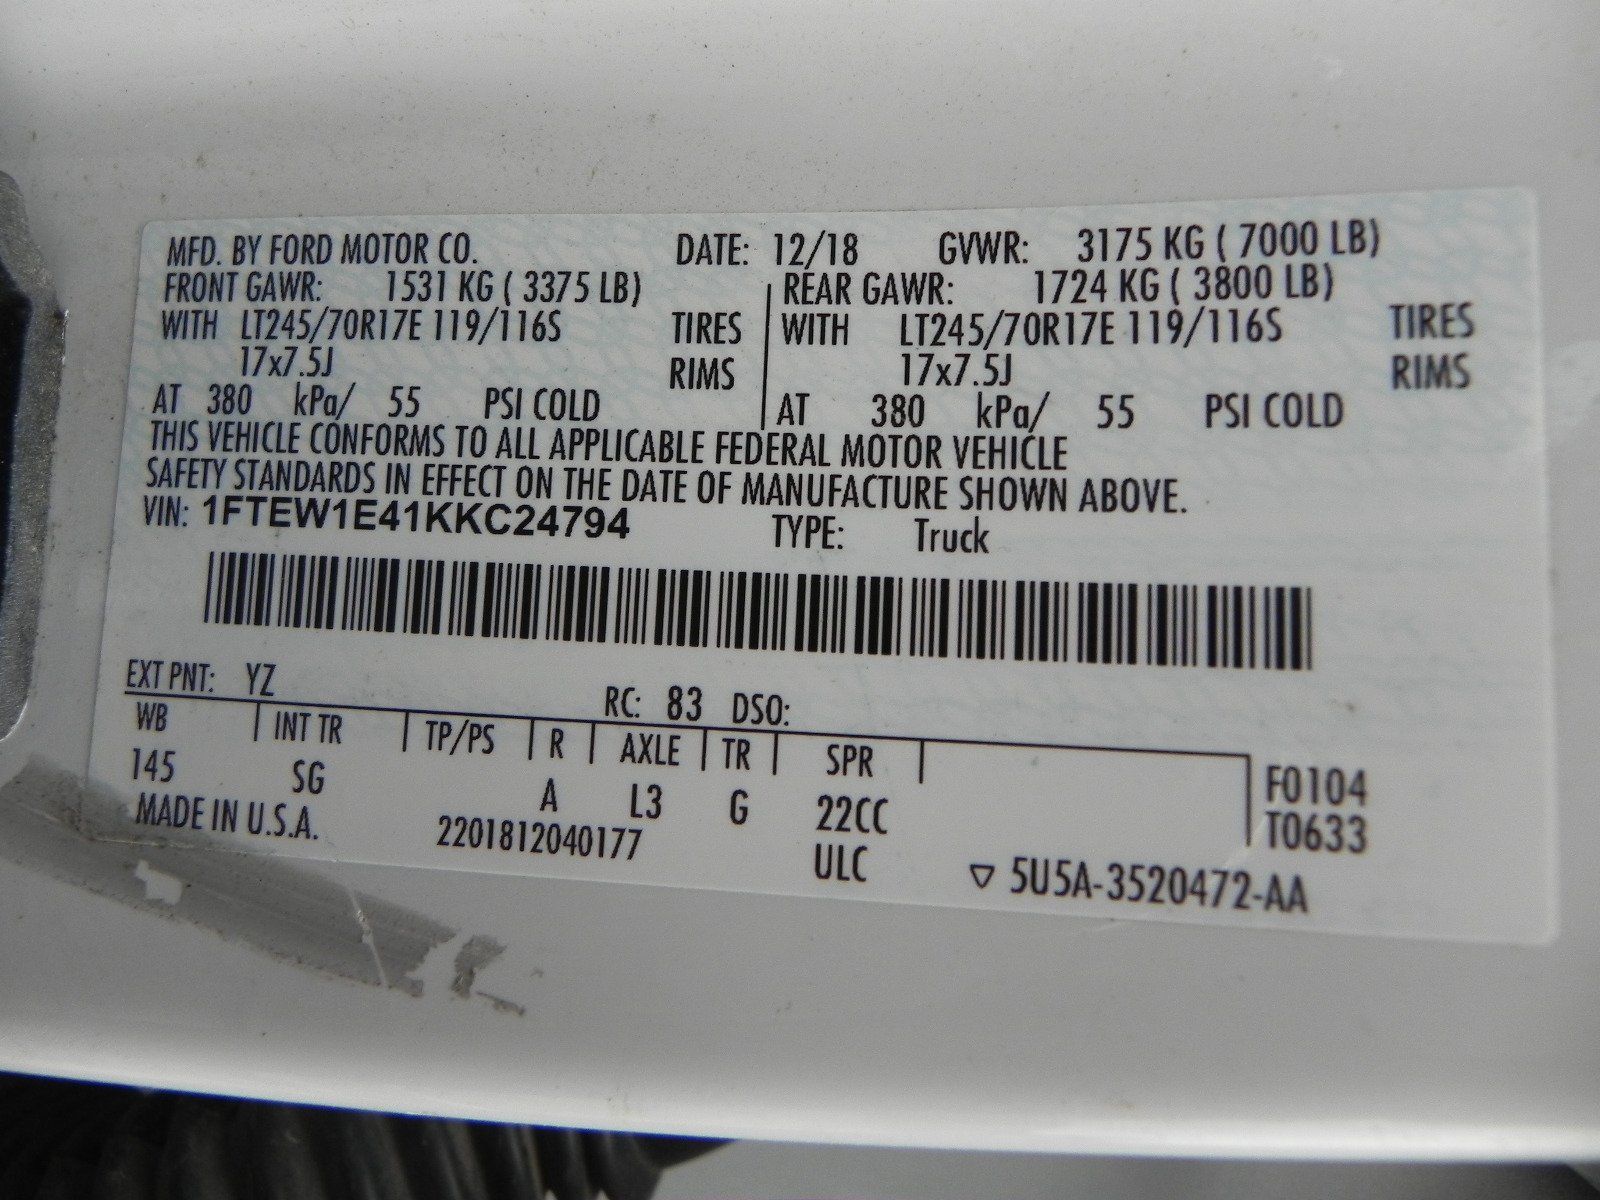 MFD. BY FORD MOTOR CO. DATE: 12/18 GVWR: 3175 KG ( 7000 LB)
FRONT GAWR: 1531 KG ( 3375 LB) REAR GAWR: 1724 KG ( 3800 LB)
WITH LT245/70R17E 119/116S TIRES WITH LT245/70R17E 119/116S TIRES
17x7.5J RIMS 17x7.5J RIMS
AT 380 kPa/ 55 PSI COLD AT 380 kPa/ 55 PSI COLD
THIS VEHICLE CONFORMS TO ALL APPLICABLE FEDERAL MOTOR VEHICLE
SAFETY STANDARDS IN EFFECT ON THE DATE OF MANUFACTURE SHOWN ABOVE.
VIN: 1FTEW1E41KKC24794 TYPE: Truck
EXT PNT: YZ RC: 83 DSO:
WB INT TR TP/PS R AXLE TR SPR
145 SG A L3 G 22CC F0104
MADE IN U.S.A. 2201812040177 ULC T0633
▽ 5U5A-3520472-AA